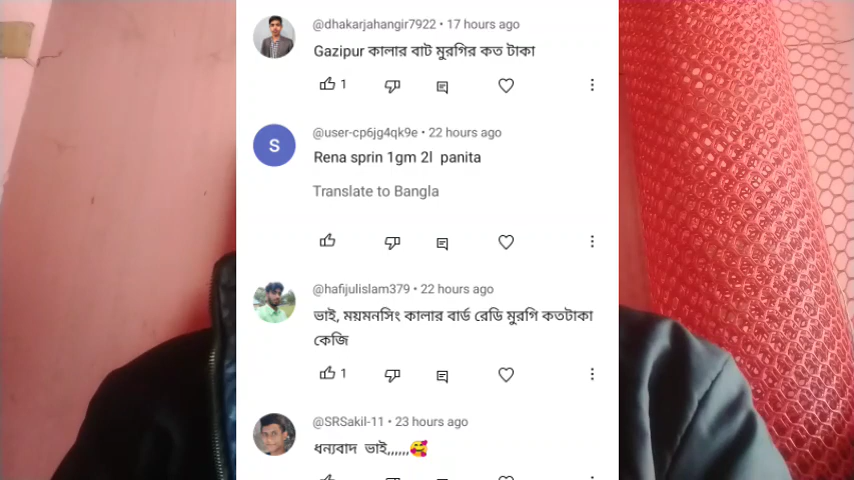 @dhakarjahangir7922 • 17 hours ago
Gazipur কালার বাট মুরগির কত টাকা
1
S
@user-cp6jg4qk9e • 22 hours ago
Rena sprin 1gm 2l panita
Translate to Bangla
@hafijulislam379 • 22 hours ago
ভাই, ময়মনসিং কালার বার্ড রেডি মুরগি কতটাকা
কেজি
1
@SRSakil-11 • 23 hours ago
ধন্যবাদ ভাই,,,,,,🥰